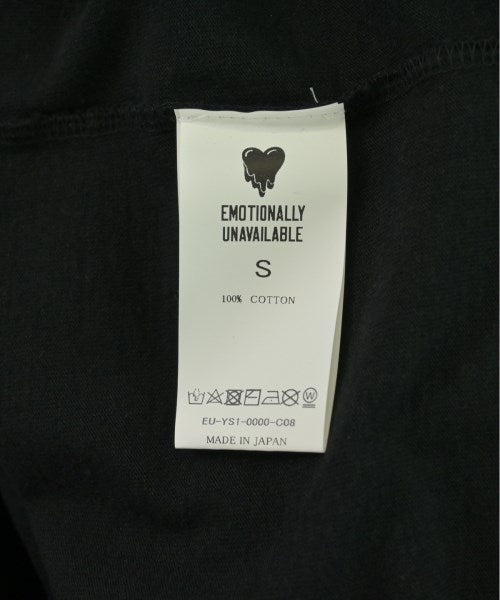 EMOTIONALLY
UNAVAILABLE
S
100% COTTON
EU-YS1-0000-C08
MADE IN JAPAN